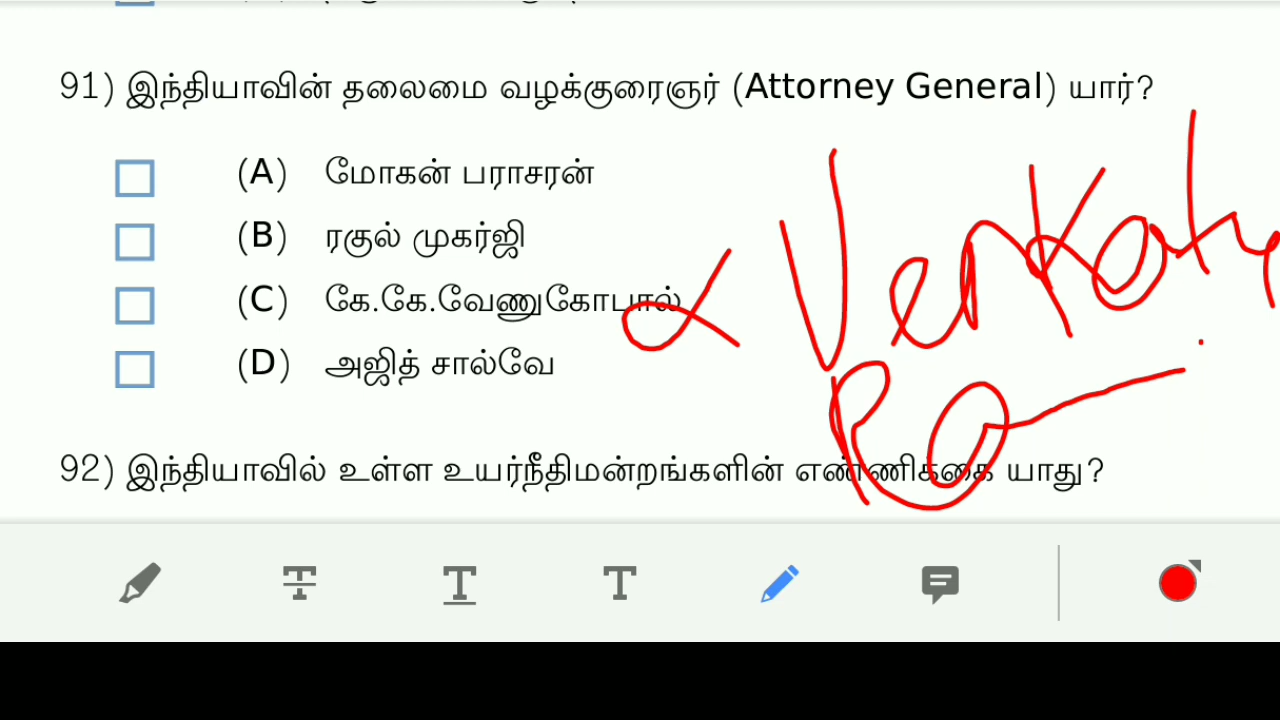 91) இந்தியாவின் தலைமை வழக்குரைஞர் (Attorney General) யார்?
(A) மோகன் பராசரன்
(B) ரகுல் முகர்ஜி
(C) கே.கே.வேணுகோபால்
(D) அஜித் சால்வே
92) இந்தியாவில் உள்ள உயர்நீதிமன்றங்களின் எண்ணிக்கை யாது?